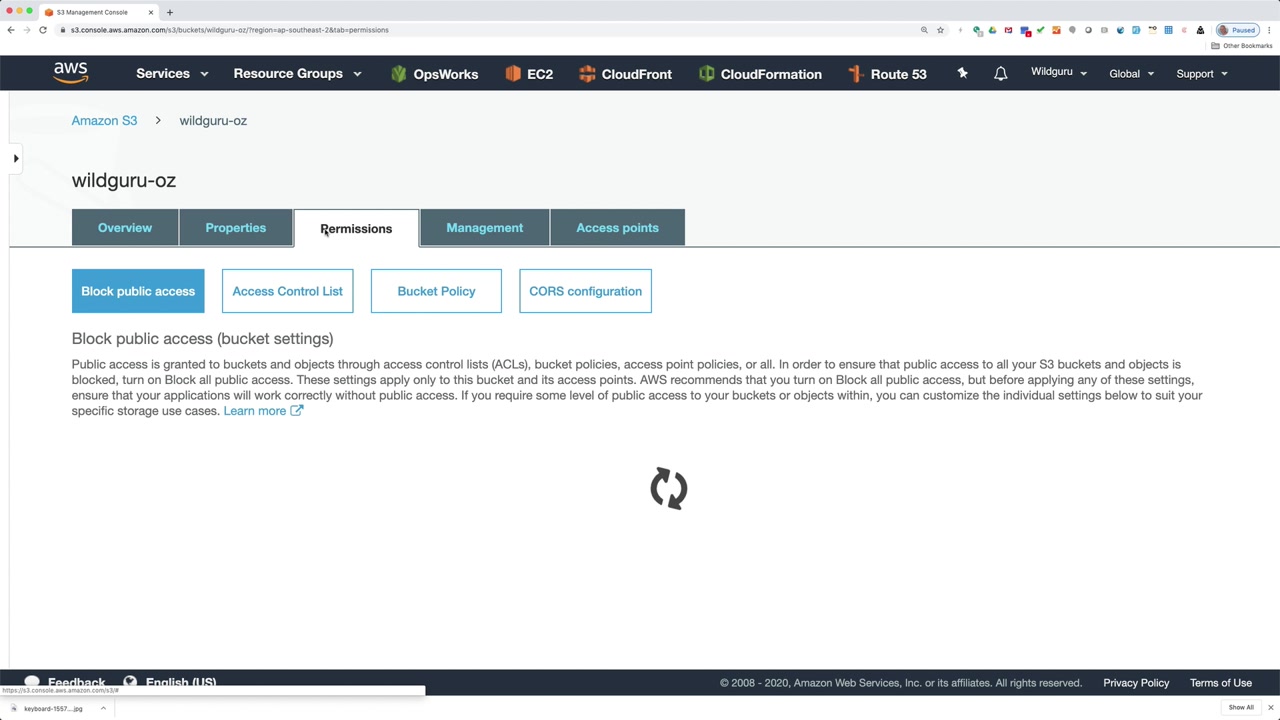 S3 Management Console
s3.console.aws.amazon.com/s3/buckets/wildguru-oz/?region=ap-southeast-2&tab=permissions
Paused
Other Bookmarks
aws
Services
Resource Groups
OpsWorks
EC2
CloudFront
CloudFormation
Route 53
Wildguru
Global
Support
Amazon S3 > wildguru-oz
wildguru-oz
Overview
Properties
Permissions
Management
Access points
Block public access
Access Control List
Bucket Policy
CORS configuration
Block public access (bucket settings)
Public access is granted to buckets and objects through access control lists (ACLs), bucket policies, access point policies, or all. In order to ensure that public access to all your S3 buckets and objects is
blocked, turn on Block all public access. These settings apply only to this bucket and its access points. AWS recommends that you turn on Block all public access, but before applying any of these settings,
ensure that your applications will work correctly without public access. If you require some level of public access to your buckets or objects within, you can customize the individual settings below to suit your
specific storage use cases. Learn more
Feedback
English (US)
© 2008 - 2020, Amazon Web Services, Inc. or its affiliates. All rights reserved.
Privacy Policy
Terms of Use
https://s3.console.aws.amazon.com/s3/#
keyboard-1557....jpg
Show All